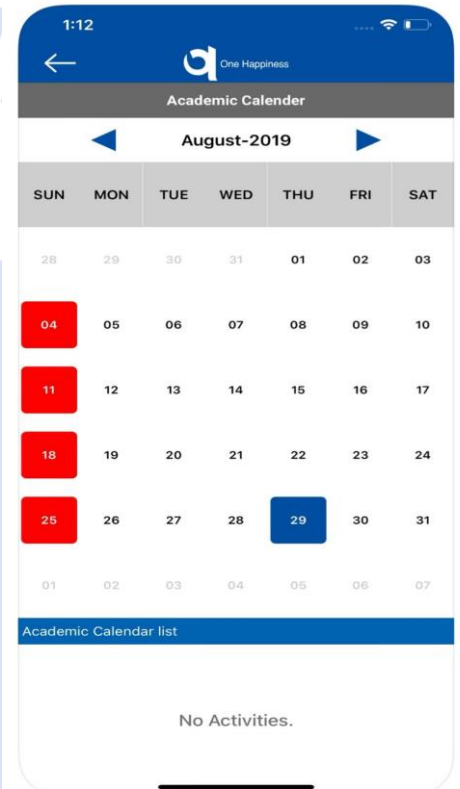 1:12
One Happiness
Academic Calender
August-2019
SUN MON TUE WED THU FRI SAT
28 29 30 31 01 02 03
04 05 06 07 08 09 10
11 12 13 14 15 16 17
18 19 20 21 22 23 24
25 26 27 28 29 30 31
01 02 03 04 05 06 07
Academic Calendar list
No Activities.